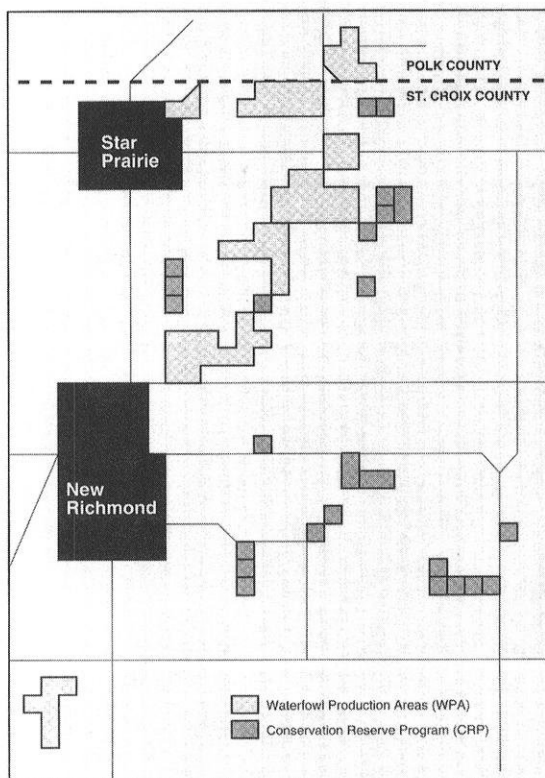 POLK COUNTY
ST. CROIX COUNTY
Star
Prairie
New
Richmond
Waterfowl Production Areas (WPA)
Conservation Reserve Program (CRP)